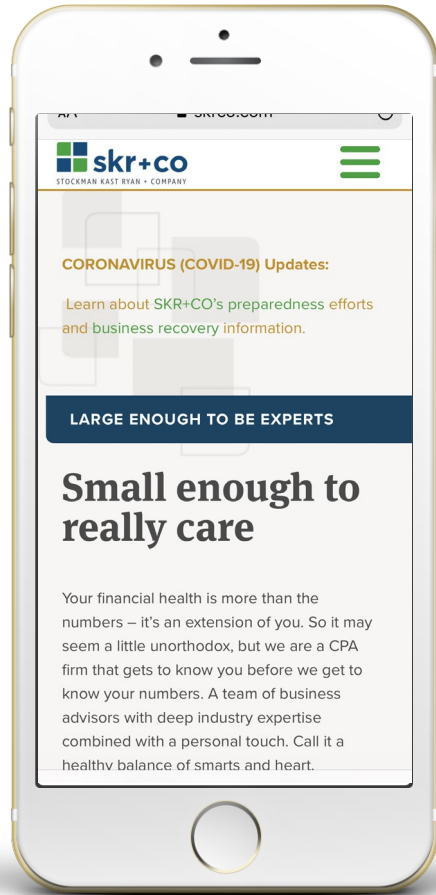 skr+co
STOCKMAN KAST RYAN + COMPANY
CORONAVIRUS (COVID-19) Updates:
Learn about SKR+CO's preparedness efforts
and business recovery information.
LARGE ENOUGH TO BE EXPERTS
Small enough to
really care
Your financial health is more than the
numbers – it's an extension of you. So it may
seem a little unorthodox, but we are a CPA
firm that gets to know you before we get to
know your numbers. A team of business
advisors with deep industry expertise
combined with a personal touch. Call it a
healthy balance of smarts and heart.